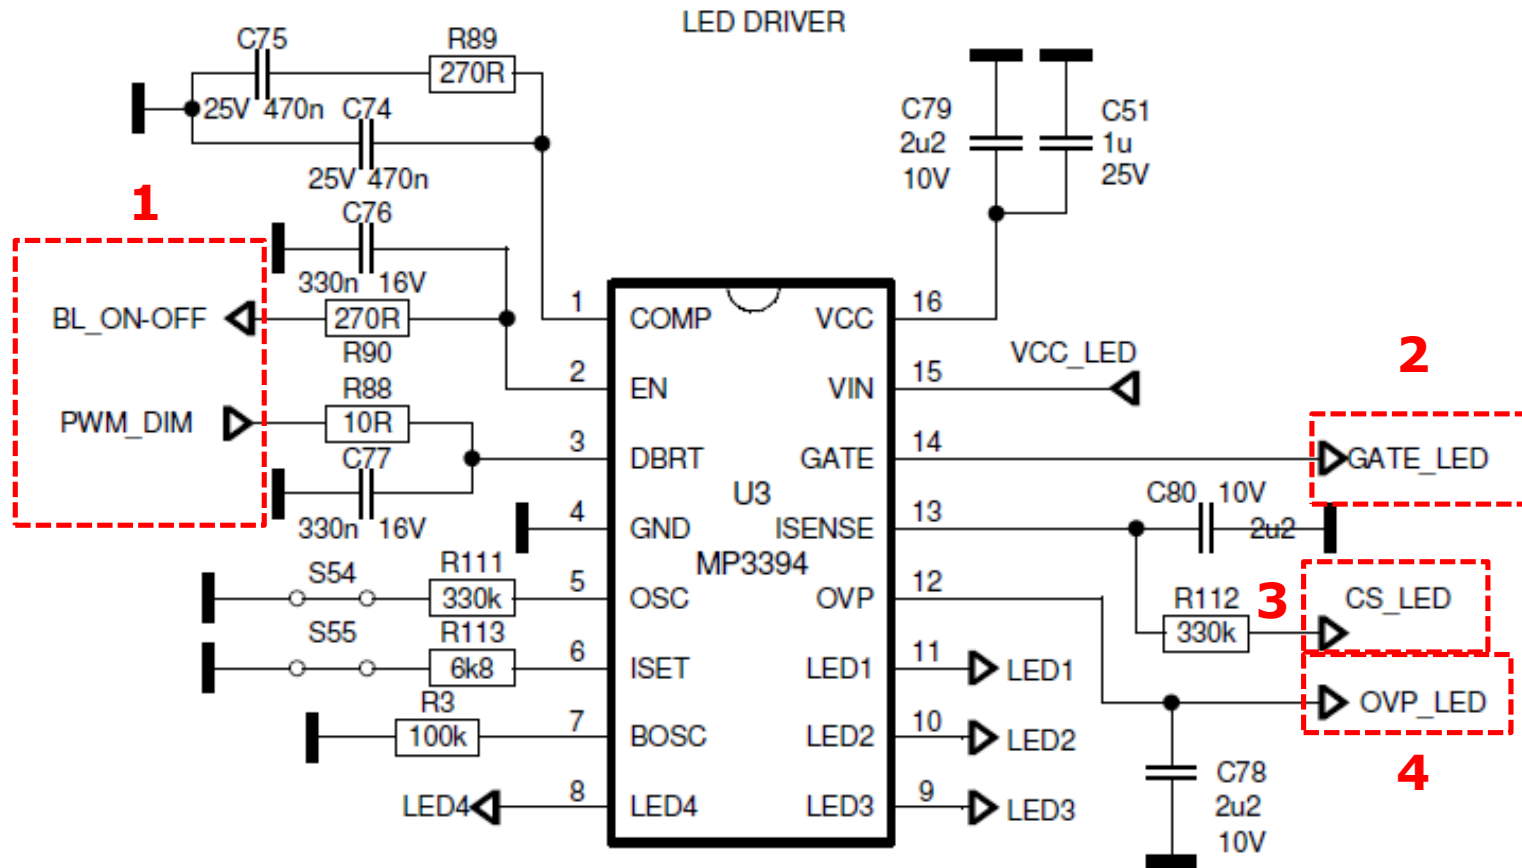 LED DRIVER
C75
R89
270R
25V 470n
C74
25V 470n
C79
2u2
10V
C51
1u
25V
1
C76
330n 16V
BL_ON-OFF
270R
R90
R88
PWM_DIM
10R
C77
330n 16V
1 COMP
2 EN
3 DBRT
4 GND
5 OSC
6 ISET
7 BOSC
8 LED4
U3
MP3394
VCC 16
VIN 15
GATE 14
ISENSE 13
OVP 12
LED1 11
LED2 10
LED3 9
VCC_LED
2
GATE_LED
C80 10V
2u2
R112
330k
3
CS_LED
OVP_LED
4
C78
2u2
10V
S54
R111
330k
S55
R113
6k8
R3
100k
LED4
LED1
LED2
LED3